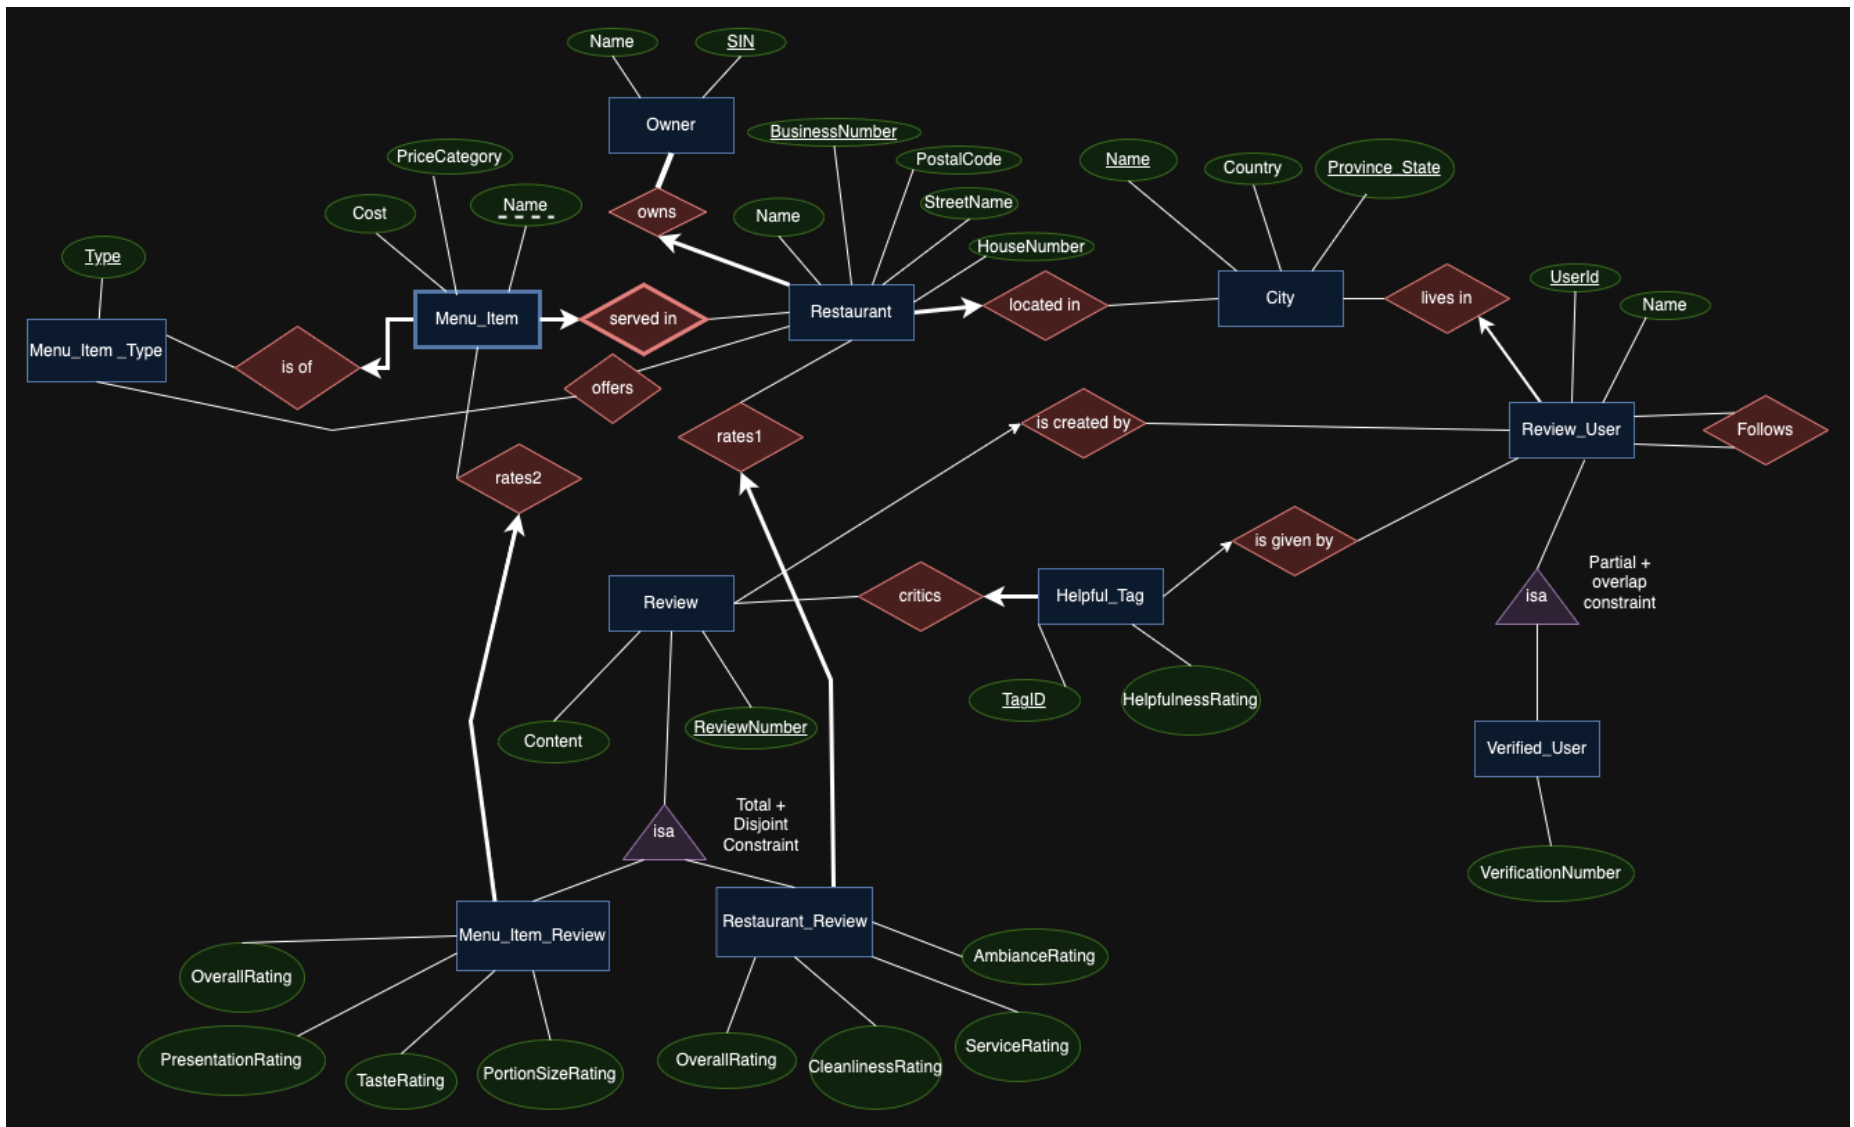 Name
SIN
Owner
BusinessNumber
PriceCategory
PostalCode
Name
Country
Province_State
Cost
Name
owns
Name
StreetName
HouseNumber
Type
UserId
Name
Menu_Item
served in
Restaurant
located in
City
lives in
Menu_Item _Type
is of
offers
rates1
is created by
Review_User
Follows
rates2
is given by
Partial +
overlap
constraint
isa
Review
critics
Helpful_Tag
TagID
HelpfulnessRating
Content
ReviewNumber
Verified_User
Total +
Disjoint
Constraint
isa
VerificationNumber
Menu_Item_Review
Restaurant_Review
AmbianceRating
OverallRating
PresentationRating
TasteRating
PortionSizeRating
OverallRating
CleanlinessRating
ServiceRating